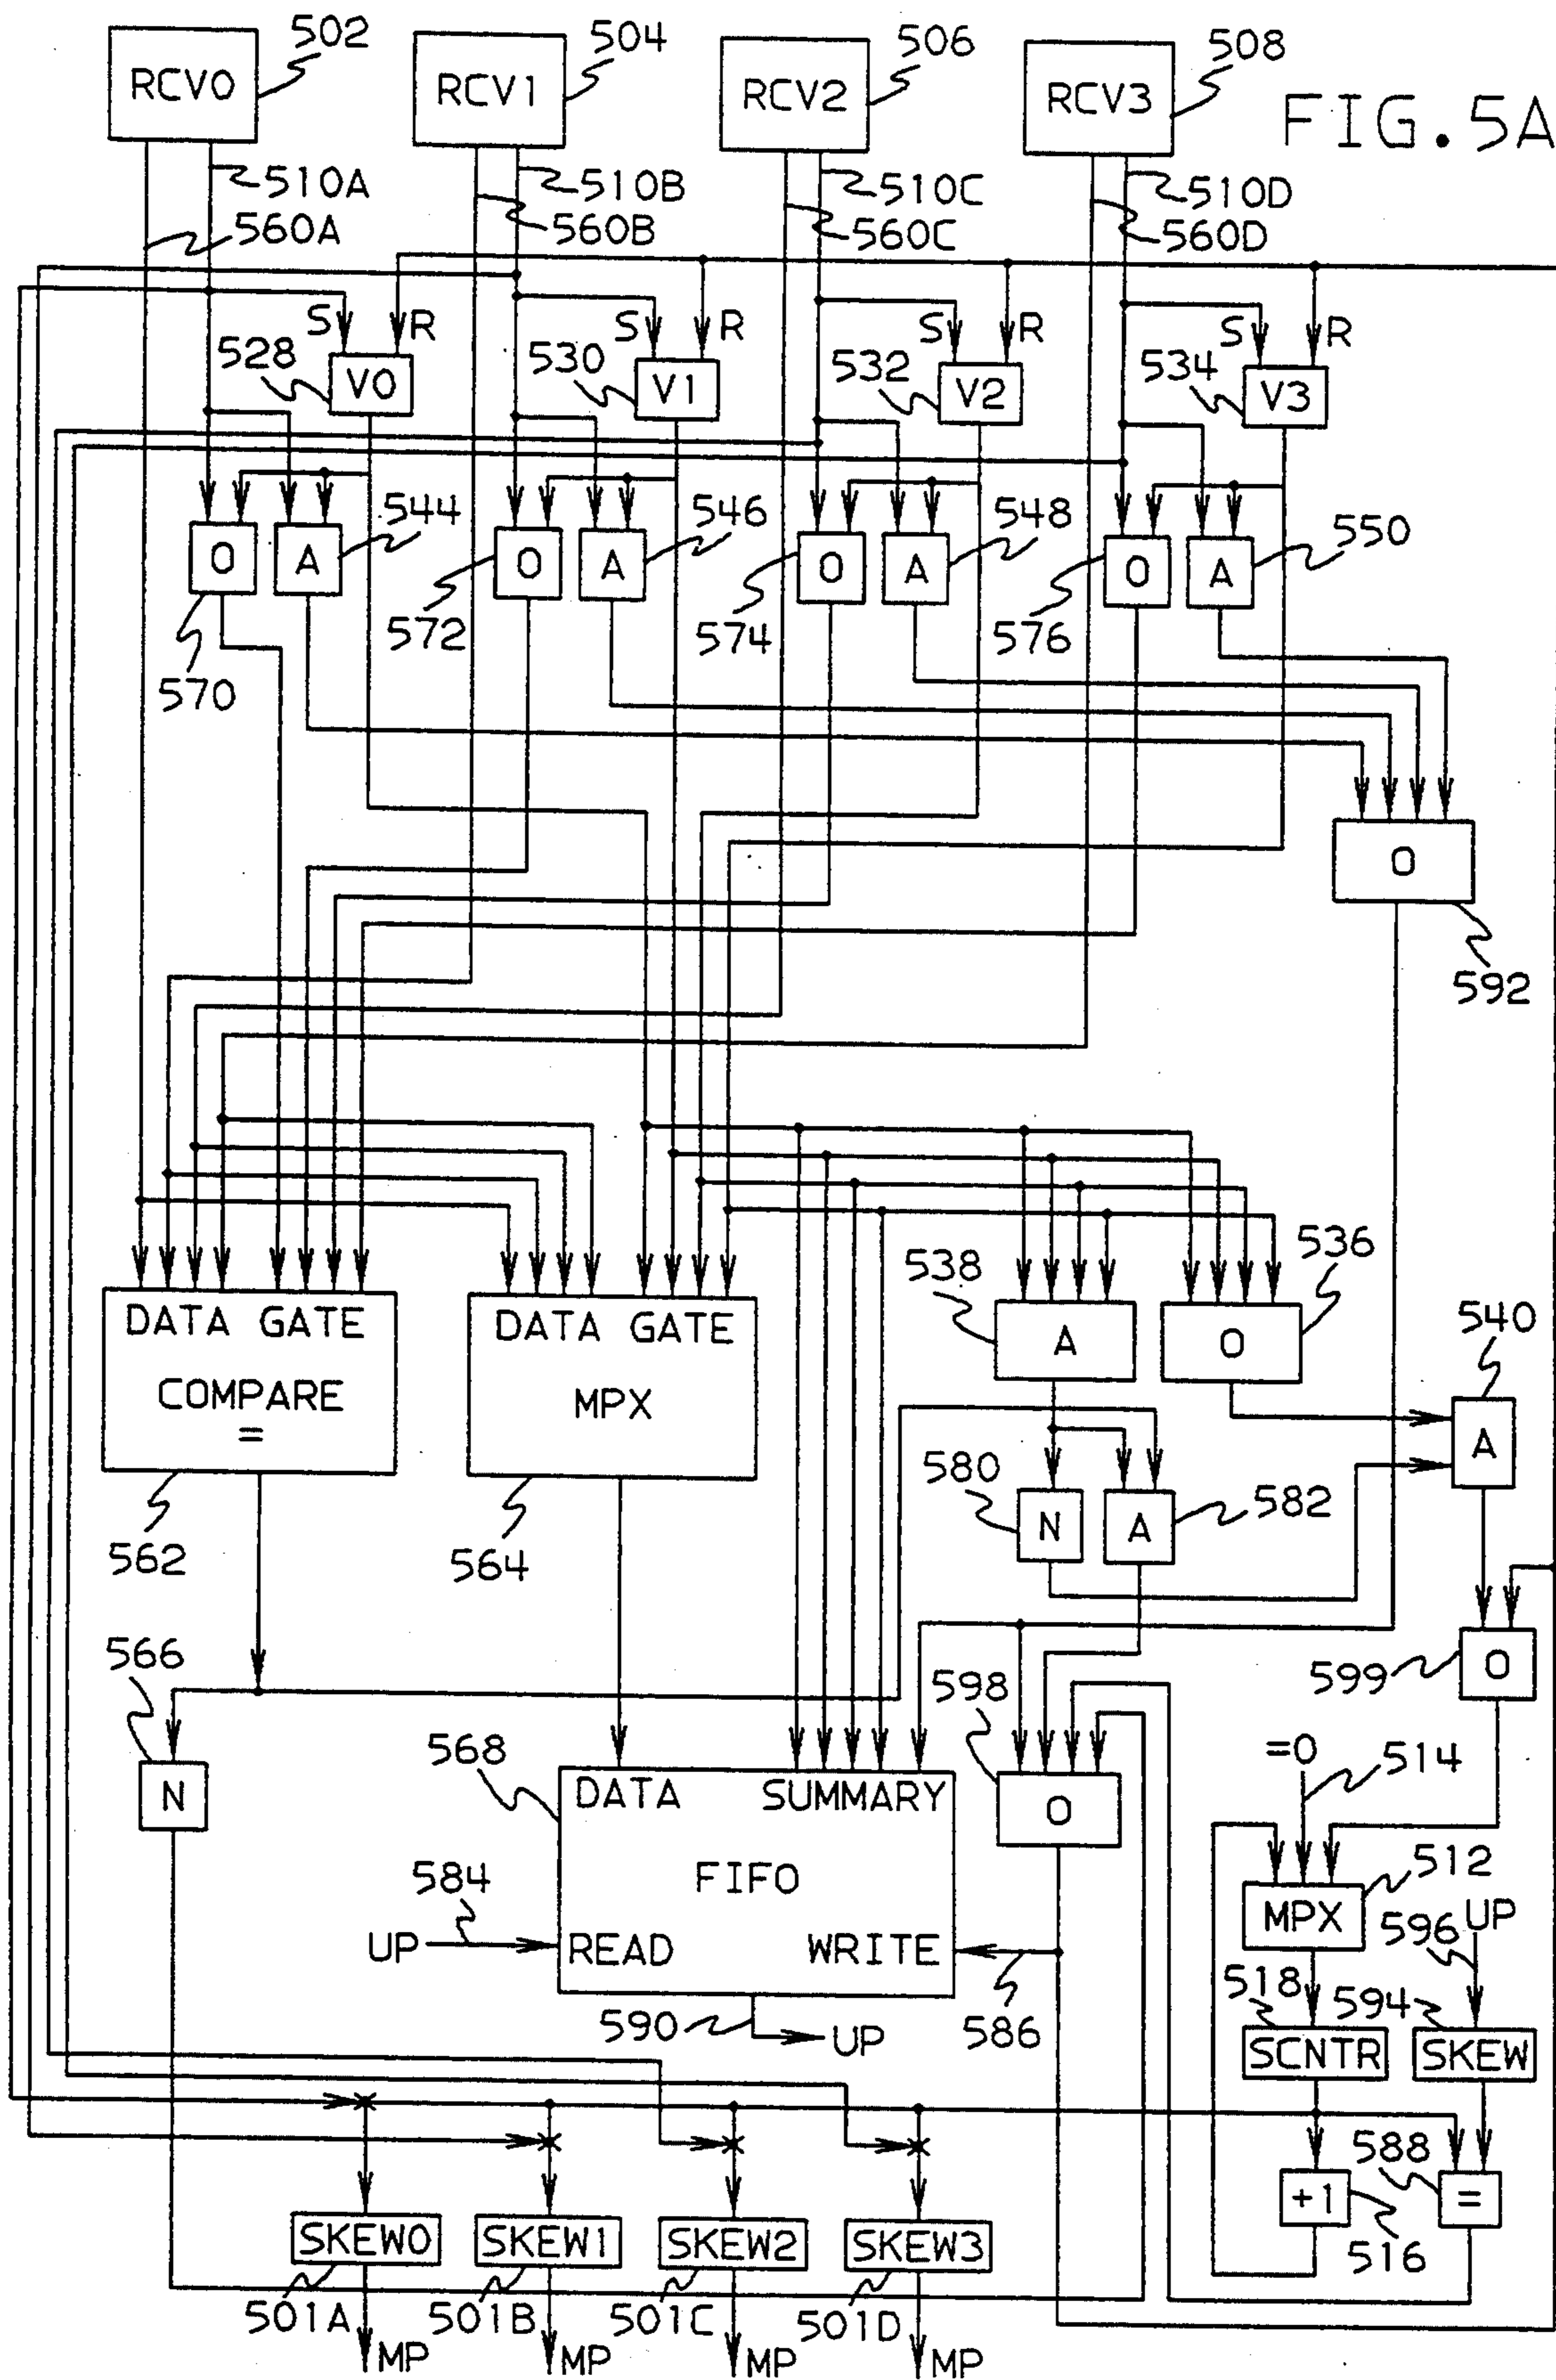 502
504
506
508
RCV0
RCV1
RCV2
RCV3
FIG.5A
510A
510B
510C
510D
560A
560B
560C
560D
S
R
S
R
S
R
S
R
528
V0
530
V1
532
V2
534
V3
544
546
548
550
O
A
O
A
O
A
O
A
570
572
574
576
O
592
538
536
540
DATA GATE
DATA GATE
A
O
COMPARE
=
MPX
A
580
582
N
A
562
564
566
599
O
598
568
=0
514
N
DATA
SUMMARY
O
584
FIFO
512
MPX
596
UP
UP
READ
WRITE
518
594
590
UP
586
SCNTR
SKEW
588
+1
=
SKEW0
SKEW1
SKEW2
SKEW3
516
501A
501B
501C
501D
MP
MP
MP
MP